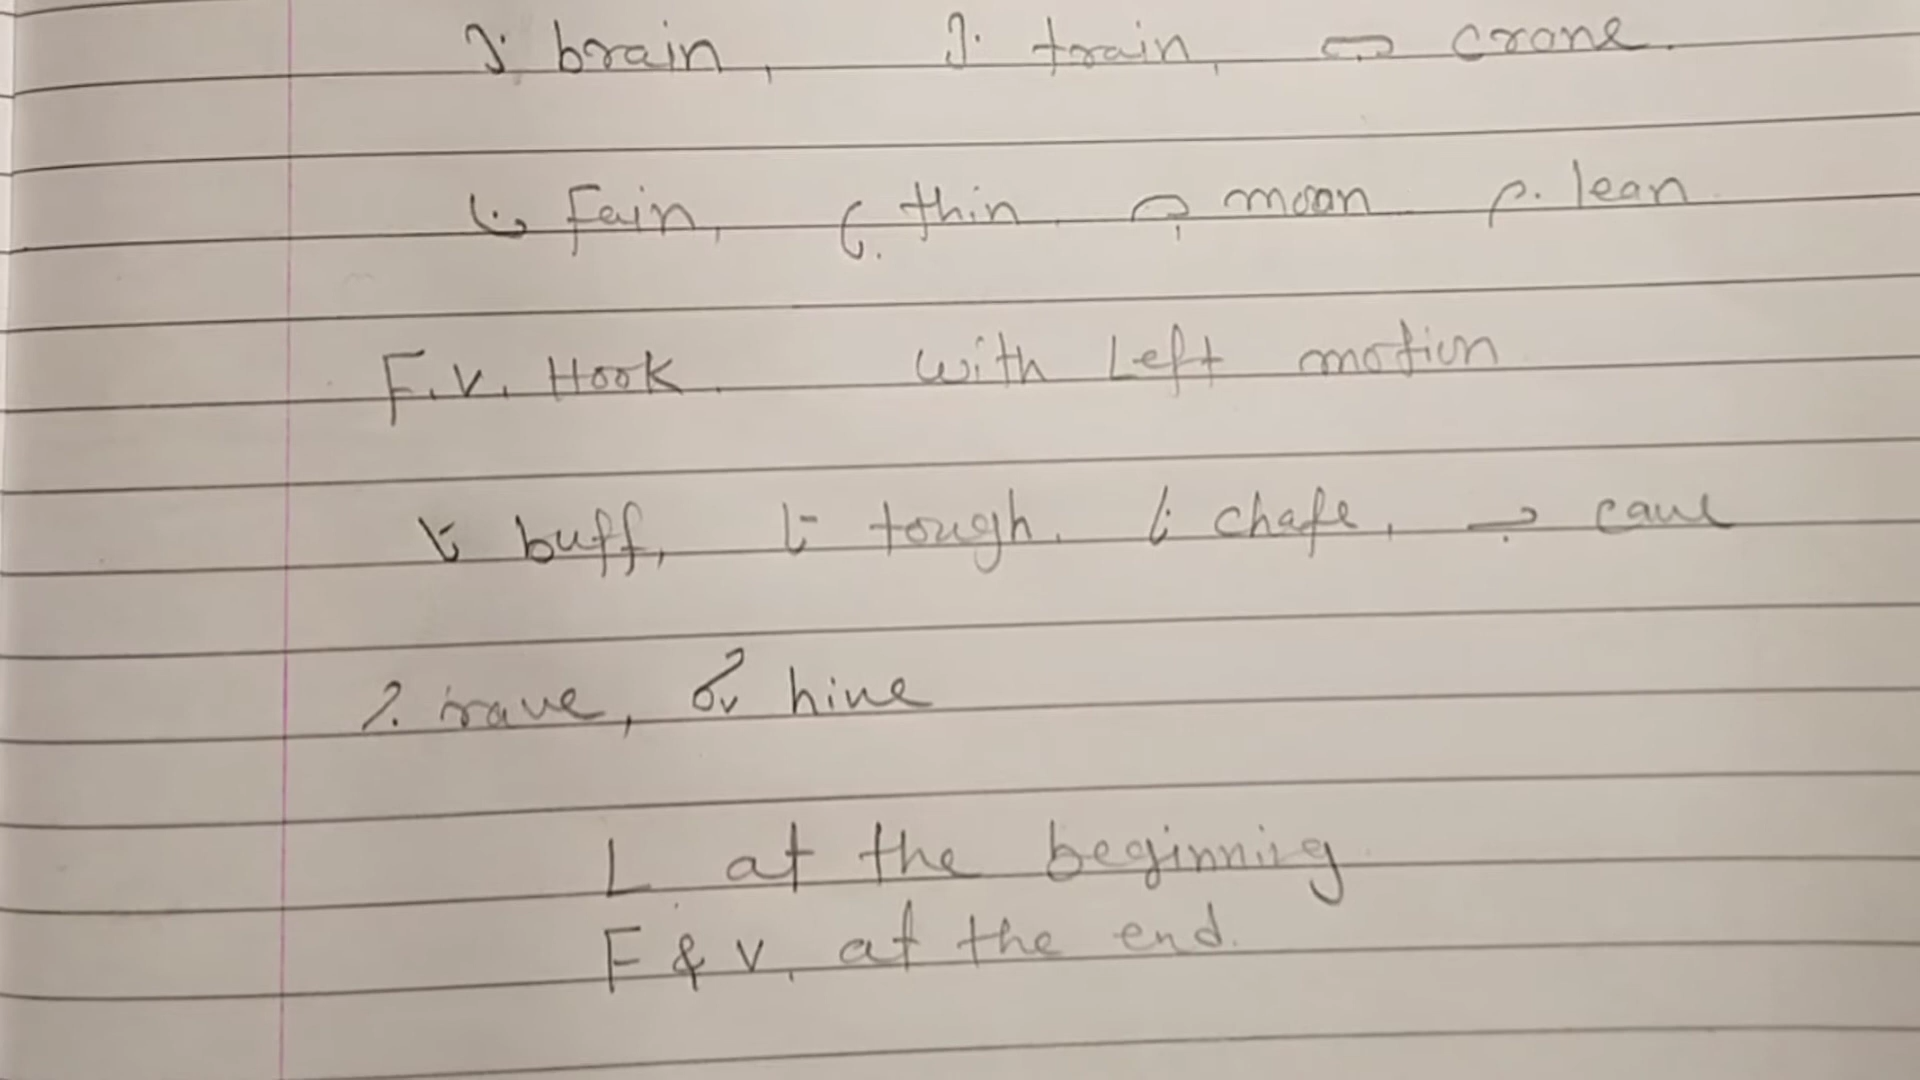 brain, train, crone.
Fain, thin moon lean
F.V. Hook. with Left motion
buff, tough. chafe, cave
rave, hive
L at the beginning
F & V, at the end.